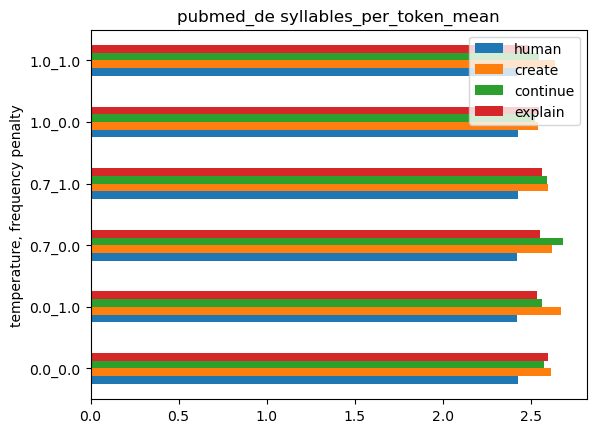 pubmed_de syllables_per_token_mean
human
create
continue
explain
temperature, frequency penalty
1.0_1.0
1.0_0.0
0.7_1.0
0.7_0.0
0.0_1.0
0.0_0.0
0.0 0.5 1.0 1.5 2.0 2.5